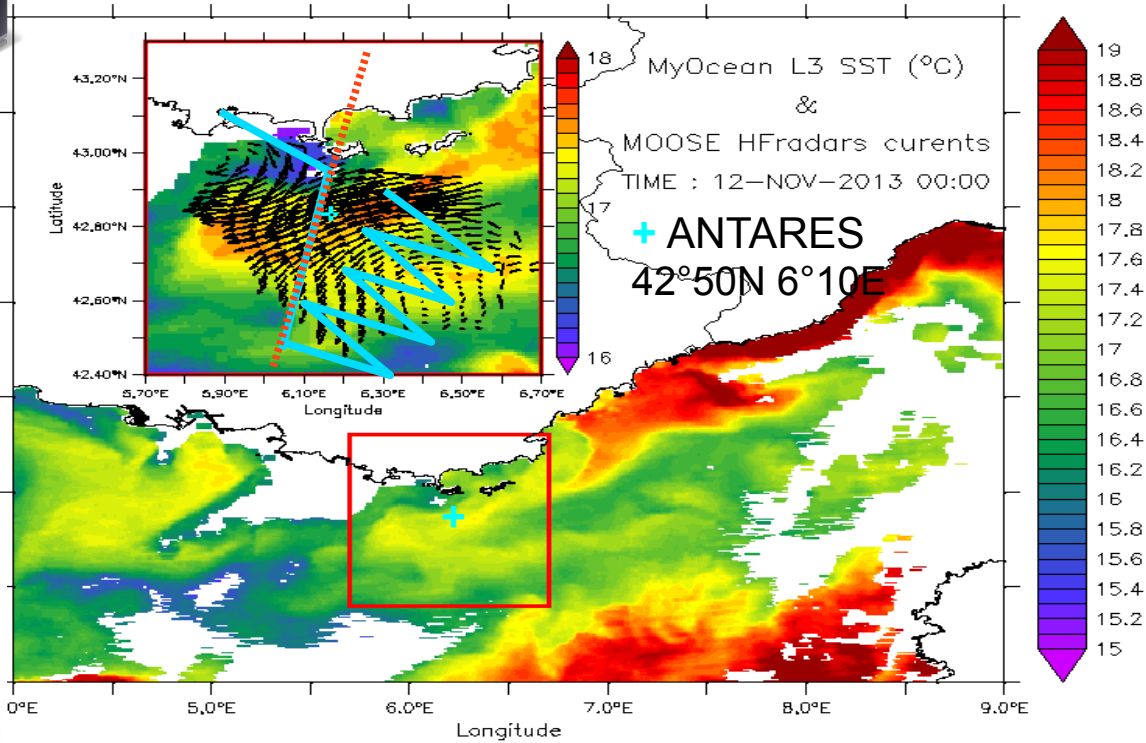 MyOcean L3 SST (°C)
&
MOOSE HFradars curents
TIME : 12-NOV-2013 00:00
+ ANTARES
42°50N 6°10E
43,20°N
43,00°N
42,80°N
42,60°N
42,40°N
Latitude
5,70°E 5,90°E 6,10°E 6,30°E 6,50°E 6,70°E
Longitude
18
17
16
0°E 5.0°E 6.0°E 7.0°E 8.0°E 9.0°E
Longitude
19
18.8
18.6
18.4
18.2
18
17.8
17.6
17.4
17.2
17
16.8
16.6
16.4
16.2
16
15.8
15.6
15.4
15.2
15